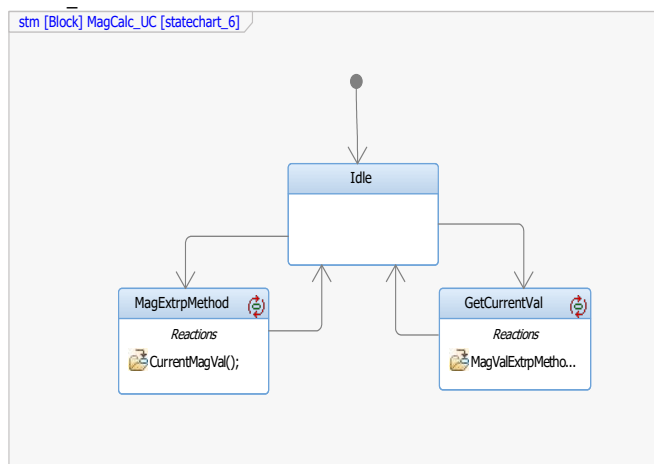 stm [Block] MagCalc_UC [statechart_6]
Idle
MagExtrpMethod
Reactions
CurrentMagVal();
GetCurrentVal
Reactions
MagValExtrpMetho...